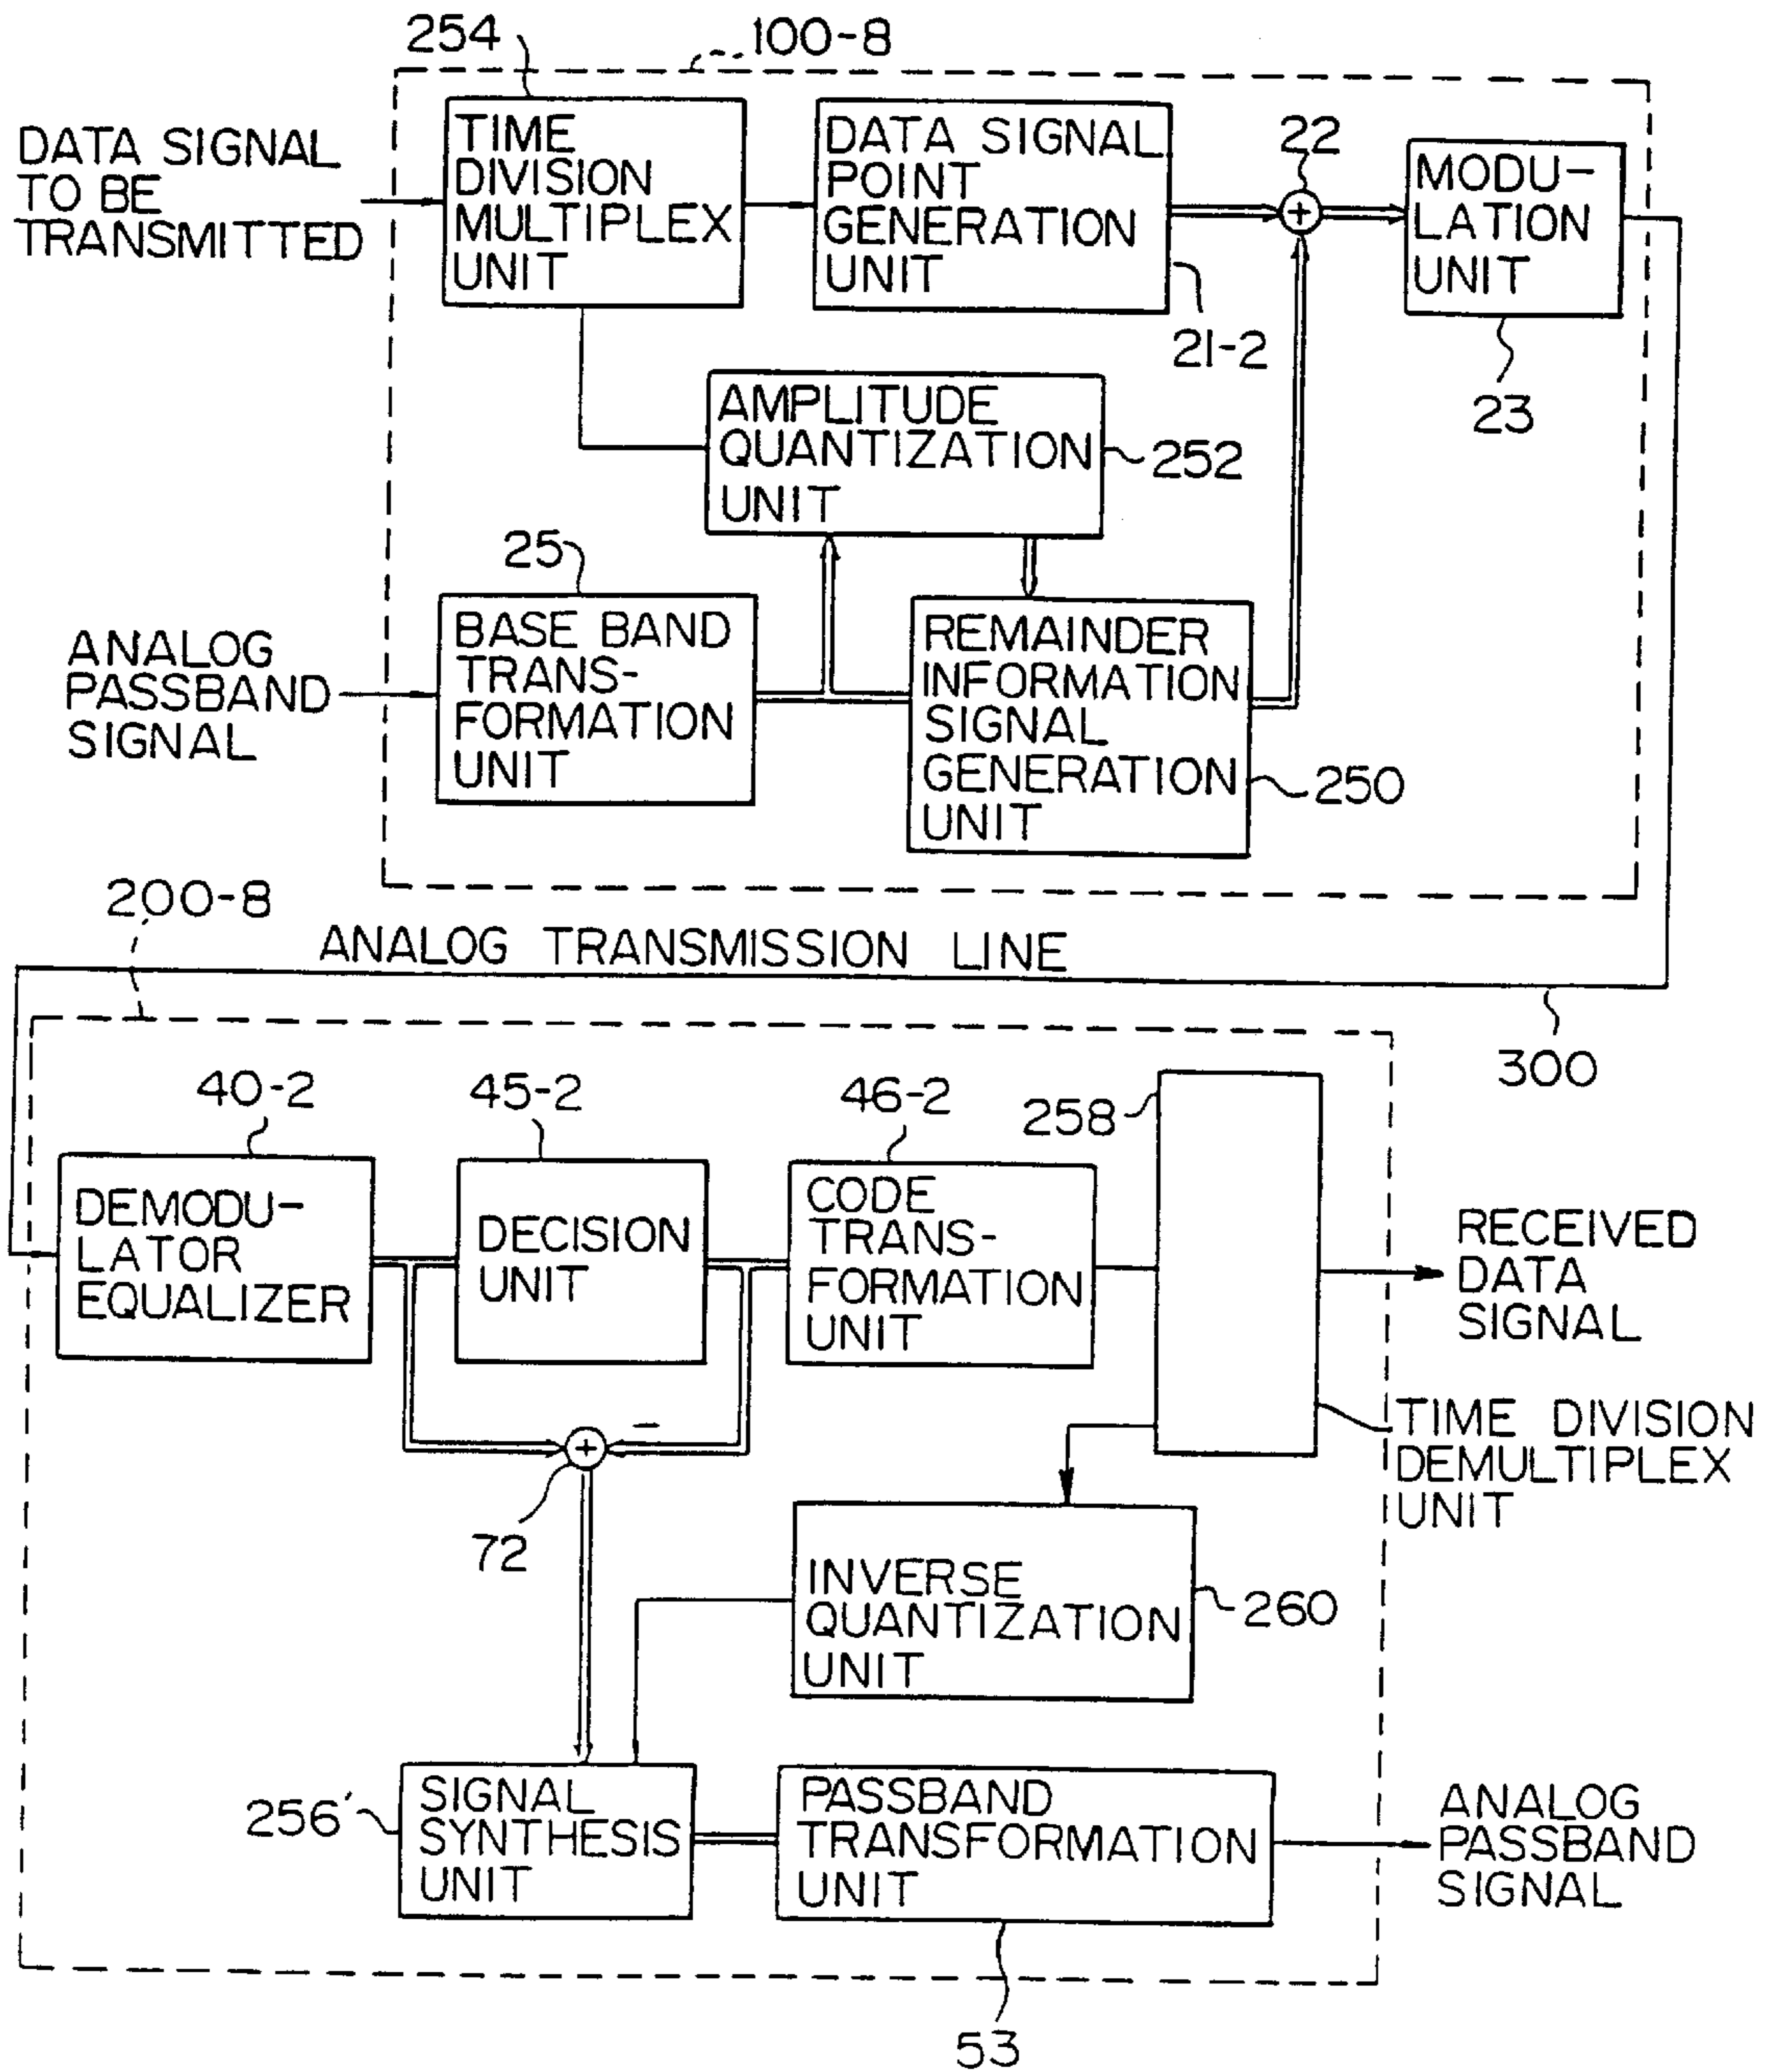 254
100-8
DATA SIGNAL
TO BE
TRANSMITTED
TIME
DIVISION
MULTIPLEX
UNIT
DATA SIGNAL
POINT
GENERATION
UNIT
21-2
22
+
MODU-
LATION
UNIT
23
AMPLITUDE
QUANTIZATION
UNIT
252
25
ANALOG
PASSBAND
SIGNAL
BASE BAND
TRANS-
FORMATION
UNIT
REMAINDER
INFORMATION
SIGNAL
GENERATION
UNIT
250
200-8
ANALOG TRANSMISSION LINE
300
40-2
DEMODU-
LATOR
EQUALIZER
45-2
DECISION
UNIT
46-2
CODE
TRANS-
FORMATION
UNIT
258
RECEIVED
DATA
SIGNAL
TIME DIVISION
DEMULTIPLEX
UNIT
+
−
72
INVERSE
QUANTIZATION
UNIT
260
256'
SIGNAL
SYNTHESIS
UNIT
PASSBAND
TRANSFORMATION
UNIT
53
ANALOG
PASSBAND
SIGNAL